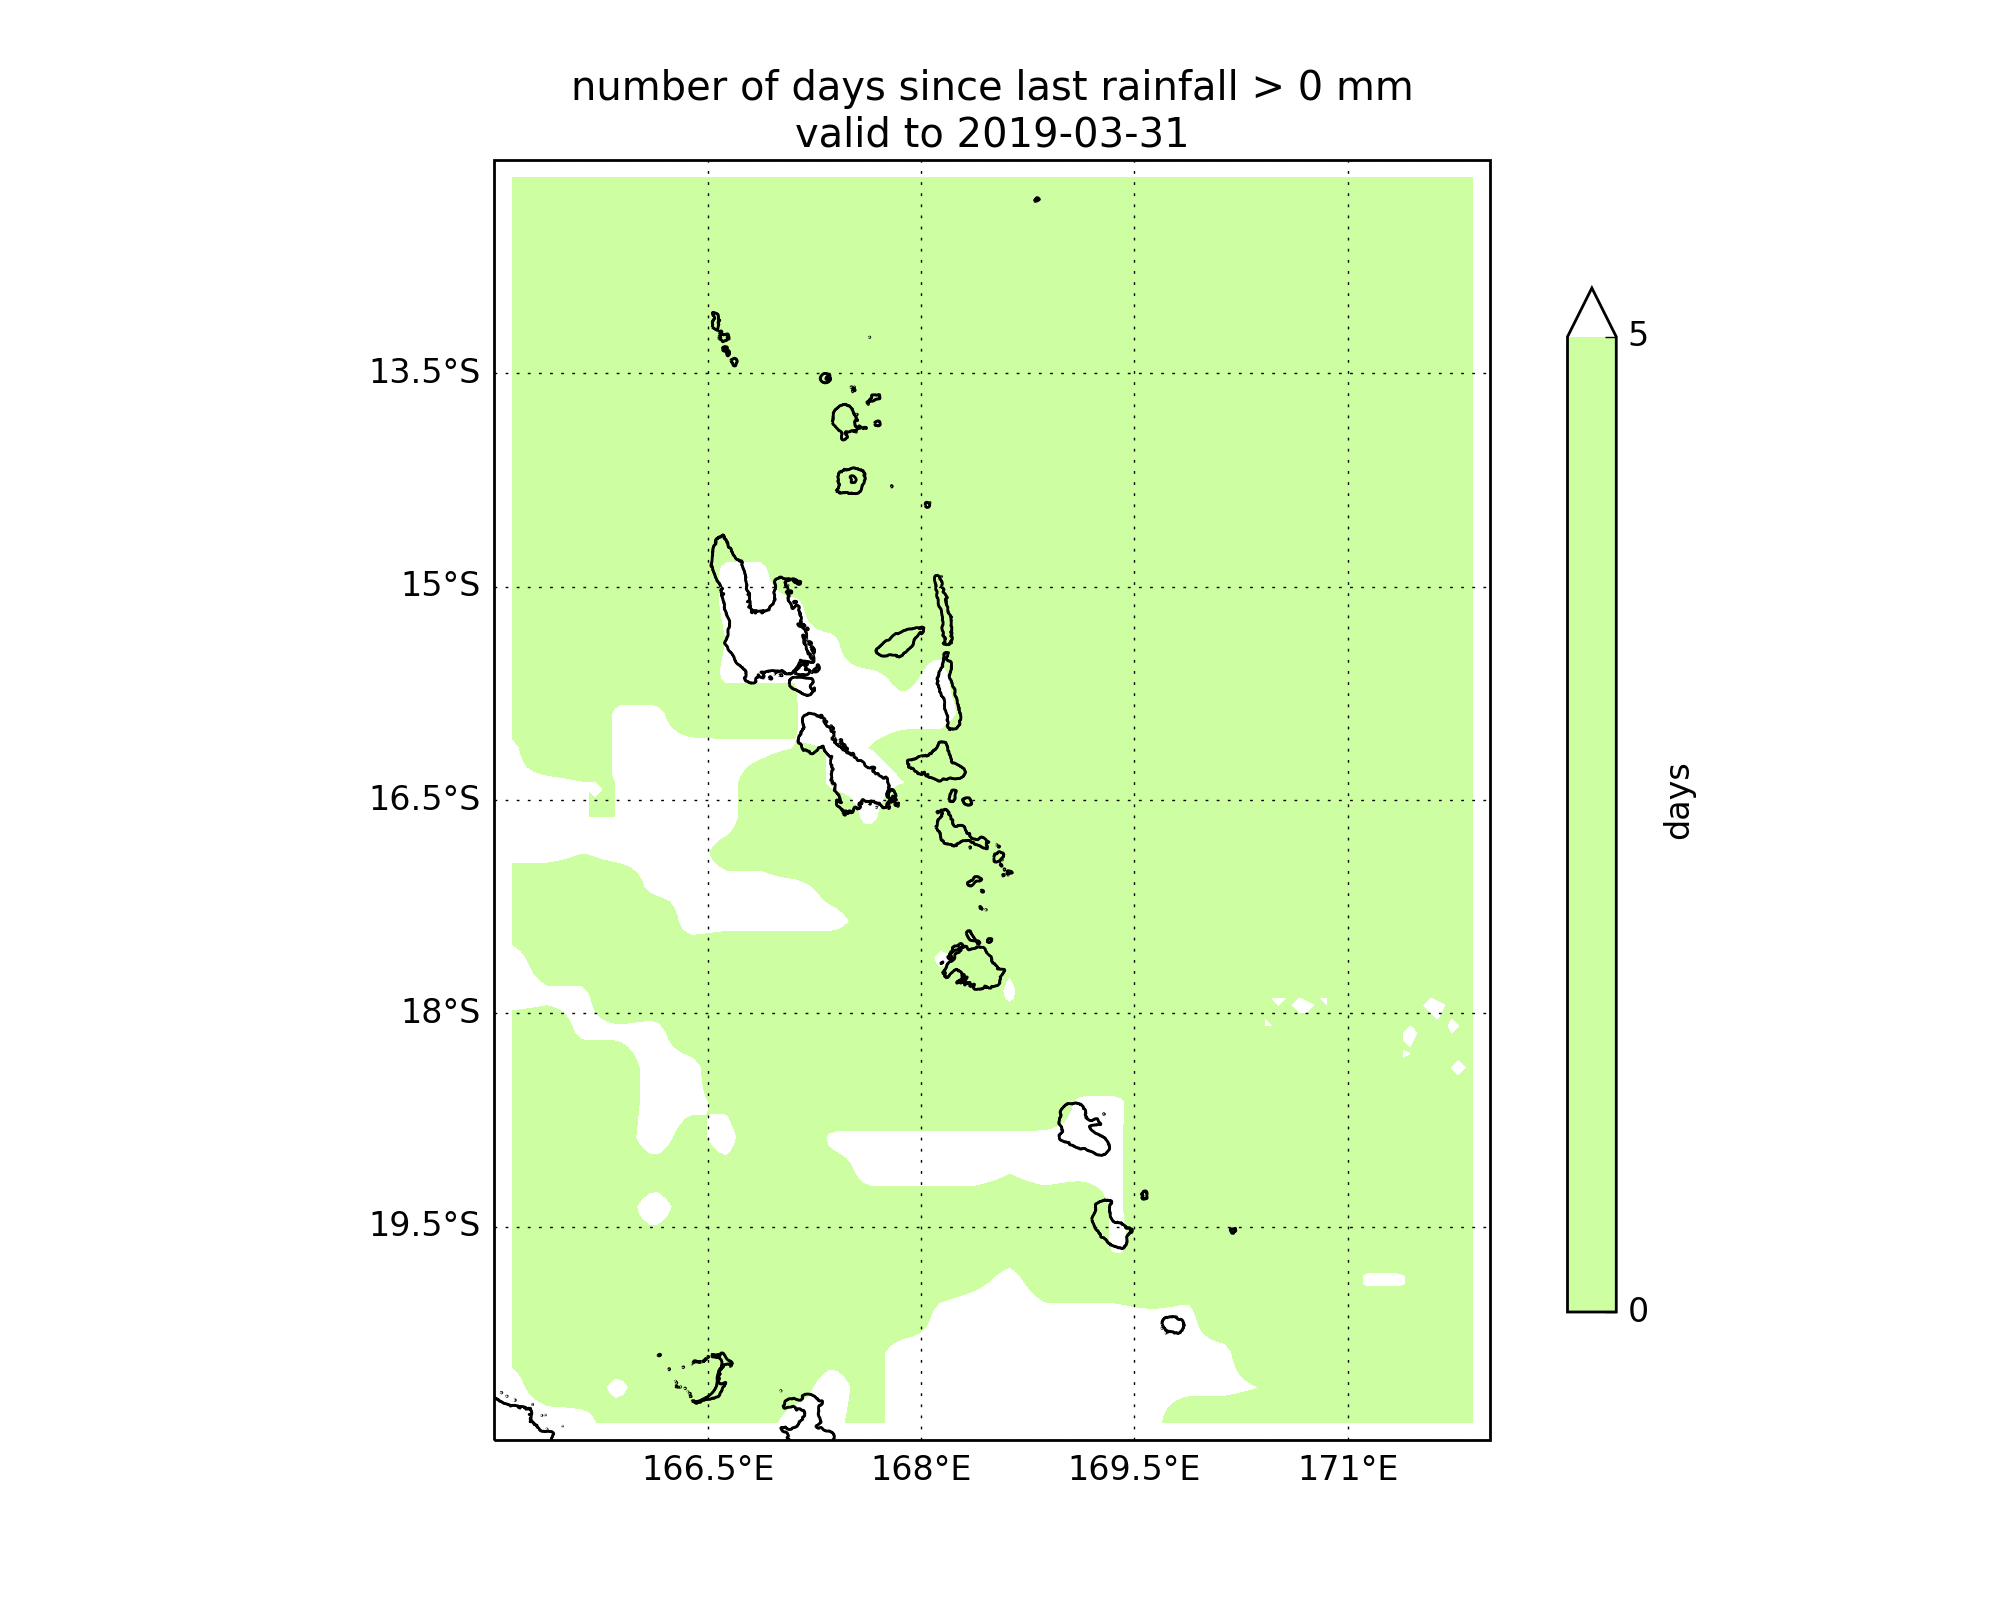 number of days since last rainfall > 0 mm
valid to 2019-03-31
13.5°S
15°S
16.5°S
18°S
19.5°S
166.5°E
168°E
169.5°E
171°E
5
0
days